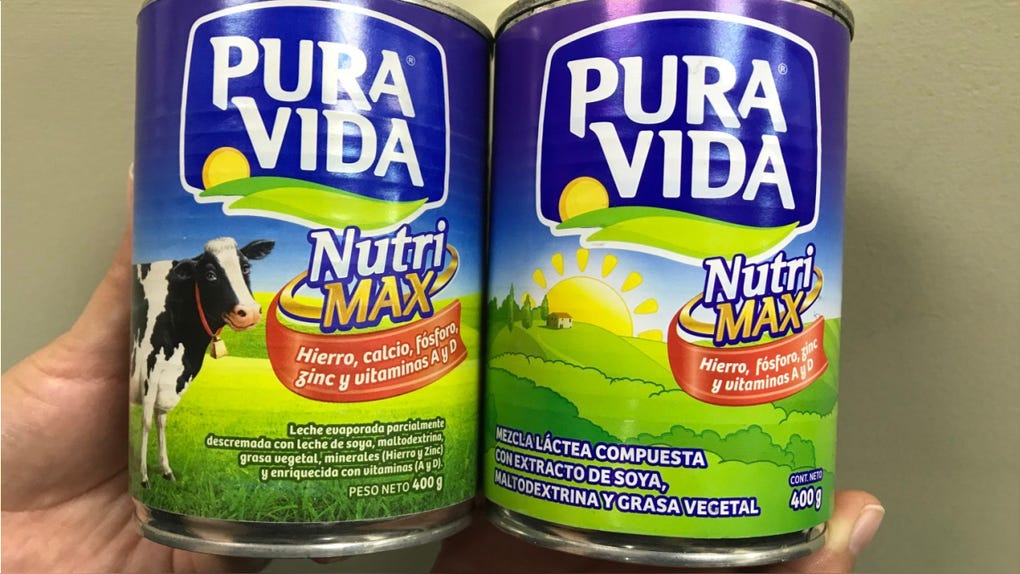 PURA®
VIDA
Nutri
MAX
Hierro, calcio, fósforo,
zinc y vitaminas A y D
Leche evaporada parcialmente
descremada con leche de soya, maltodextrina,
grasa vegetal, minerales (Hierro y Zinc)
y enriquecida con vitaminas (A y D).
PESO NETO 400 g
PURA®
VIDA
Nutri
MAX
Hierro, fósforo, zinc
y vitaminas A y D
MEZCLA LÁCTEA COMPUESTA
CON EXTRACTO DE SOYA,
MALTODEXTRINA Y GRASA VEGETAL
CONT. NETO
400 g